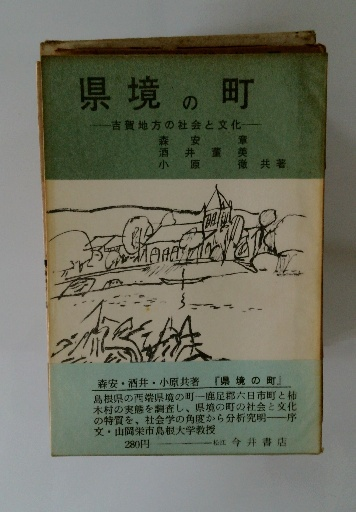 県境の町
――吉賀地方の社会と文化――
森安章
酒井董美
小原徹 共著
森安・酒井・小原共著 『県境の町』
島根県の西端県境の町―鹿足郡六日市町と柿
木村の実態を調査し、県境の町の社会と文化
の特質を、社会学の角度から分析究明――序
文・山岡栄市島根大学教授
280円 ―― 松江 今井書店